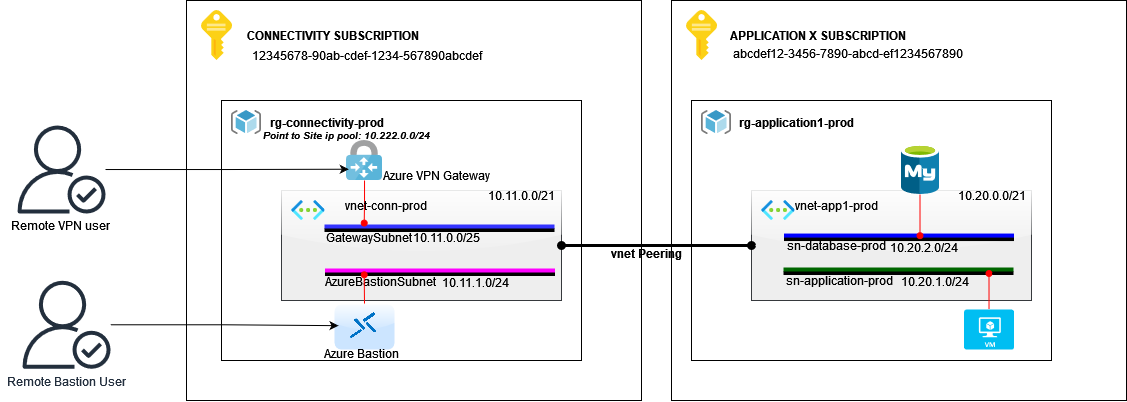 CONNECTIVITY SUBSCRIPTION
12345678-90ab-cdef-1234-567890abcdef
APPLICATION X SUBSCRIPTION
abcdef12-3456-7890-abcd-ef1234567890
rg-connectivity-prod
Point to Site ip pool: 10.222.0.0/24
rg-application1-prod
Azure VPN Gateway
My
Remote VPN user
10.11.0.0/21
vnet-conn-prod
GatewaySubnet 10.11.0.0/25
AzureBastionSubnet 10.11.1.0/24
vnet Peering
10.20.0.0/21
vnet-app1-prod
sn-database-prod 10.20.2.0/24
sn-application-prod 10.20.1.0/24
VM
Azure Bastion
Remote Bastion User